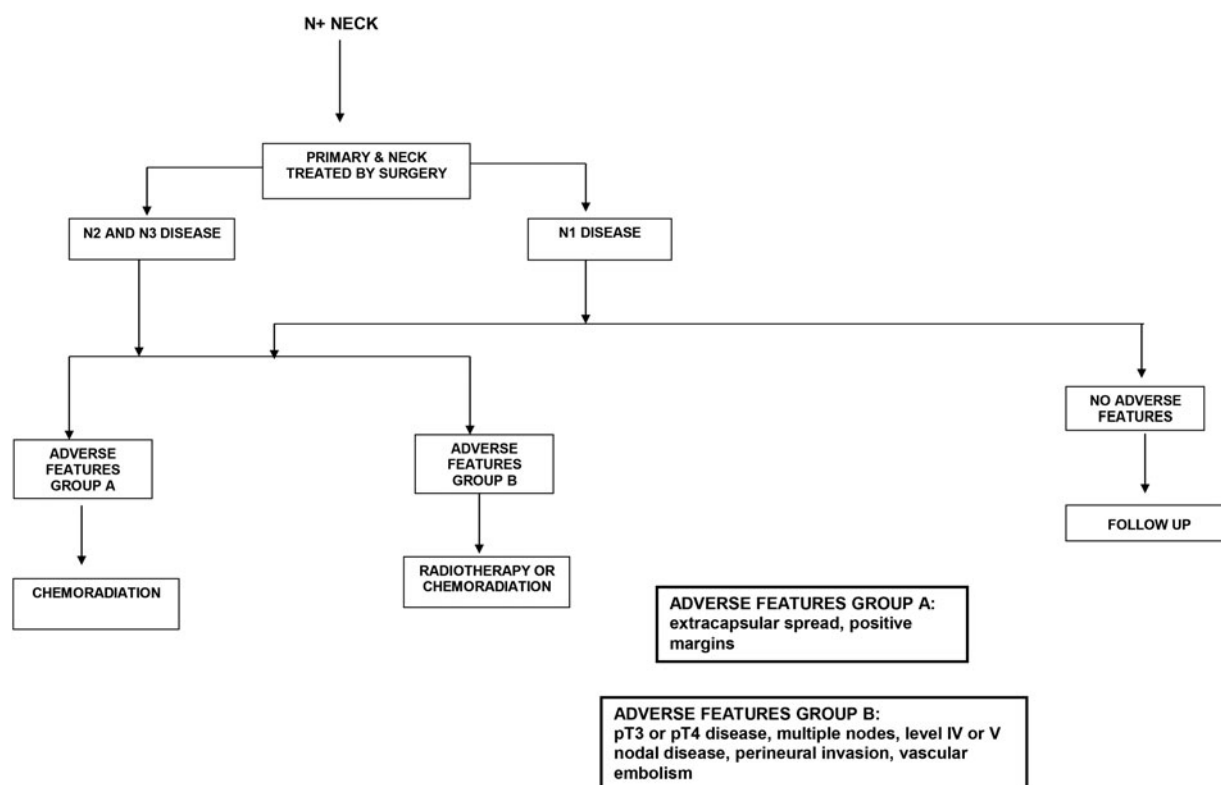 N+ NECK
PRIMARY & NECK
TREATED BY SURGERY
N2 AND N3 DISEASE
N1 DISEASE
NO ADVERSE
FEATURES
ADVERSE
FEATURES
GROUP A
ADVERSE
FEATURES
GROUP B
FOLLOW UP
CHEMORADIATION
RADIOTHERAPY OR
CHEMORADIATION
ADVERSE FEATURES GROUP A:
extracapsular spread, positive
margins
ADVERSE FEATURES GROUP B:
pT3 or pT4 disease, multiple nodes, level IV or V
nodal disease, perineural invasion, vascular
embolism